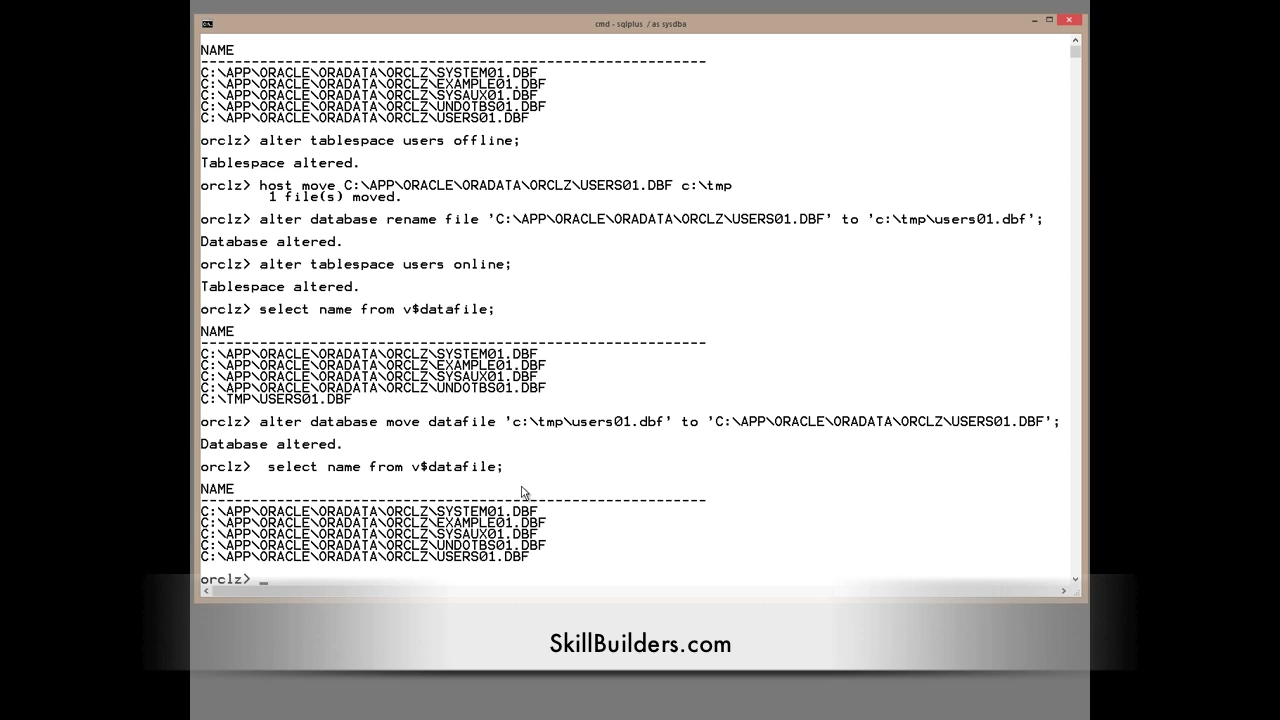 cmd - sqlplus / as sysdba
NAME
--------------------------------------------------------------------------------
C:\APP\ORACLE\ORADATA\ORCLZ\SYSTEM01.DBF
C:\APP\ORACLE\ORADATA\ORCLZ\EXAMPLE01.DBF
C:\APP\ORACLE\ORADATA\ORCLZ\SYSAUX01.DBF
C:\APP\ORACLE\ORADATA\ORCLZ\UNDOTBS01.DBF
C:\APP\ORACLE\ORADATA\ORCLZ\USERS01.DBF
orclz> alter tablespace users offline;
Tablespace altered.
orclz> host move C:\APP\ORACLE\ORADATA\ORCLZ\USERS01.DBF c:\tmp
1 file(s) moved.
orclz> alter database rename file 'C:\APP\ORACLE\ORADATA\ORCLZ\USERS01.DBF' to 'c:\tmp\users01.dbf';
Database altered.
orclz> alter tablespace users online;
Tablespace altered.
orclz> select name from v$datafile;
NAME
--------------------------------------------------------------------------------
C:\APP\ORACLE\ORADATA\ORCLZ\SYSTEM01.DBF
C:\APP\ORACLE\ORADATA\ORCLZ\EXAMPLE01.DBF
C:\APP\ORACLE\ORADATA\ORCLZ\SYSAUX01.DBF
C:\APP\ORACLE\ORADATA\ORCLZ\UNDOTBS01.DBF
C:\TMP\USERS01.DBF
orclz> alter database move datafile 'c:\tmp\users01.dbf' to 'C:\APP\ORACLE\ORADATA\ORCLZ\USERS01.DBF';
Database altered.
orclz>  select name from v$datafile;
NAME
--------------------------------------------------------------------------------
C:\APP\ORACLE\ORADATA\ORCLZ\SYSTEM01.DBF
C:\APP\ORACLE\ORADATA\ORCLZ\EXAMPLE01.DBF
C:\APP\ORACLE\ORADATA\ORCLZ\SYSAUX01.DBF
C:\APP\ORACLE\ORADATA\ORCLZ\UNDOTBS01.DBF
C:\APP\ORACLE\ORADATA\ORCLZ\USERS01.DBF
orclz> _
SkillBuilders.com